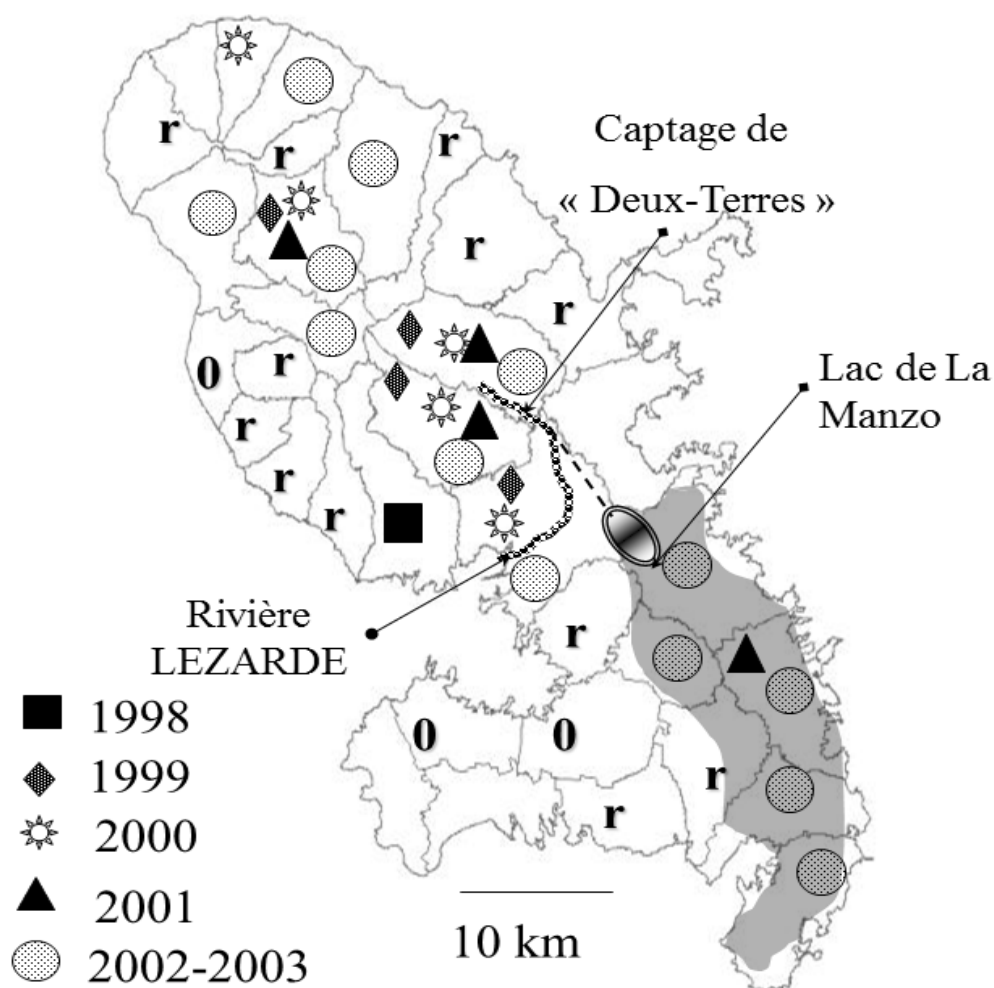 r
r
r
r
r
0
r
r
r
r
r
0
0
r
r
Captage de
« Deux-Terres »
Lac de La
Manzo
Rivière
LEZARDE
1998
1999
2000
2001
2002-2003
10 km